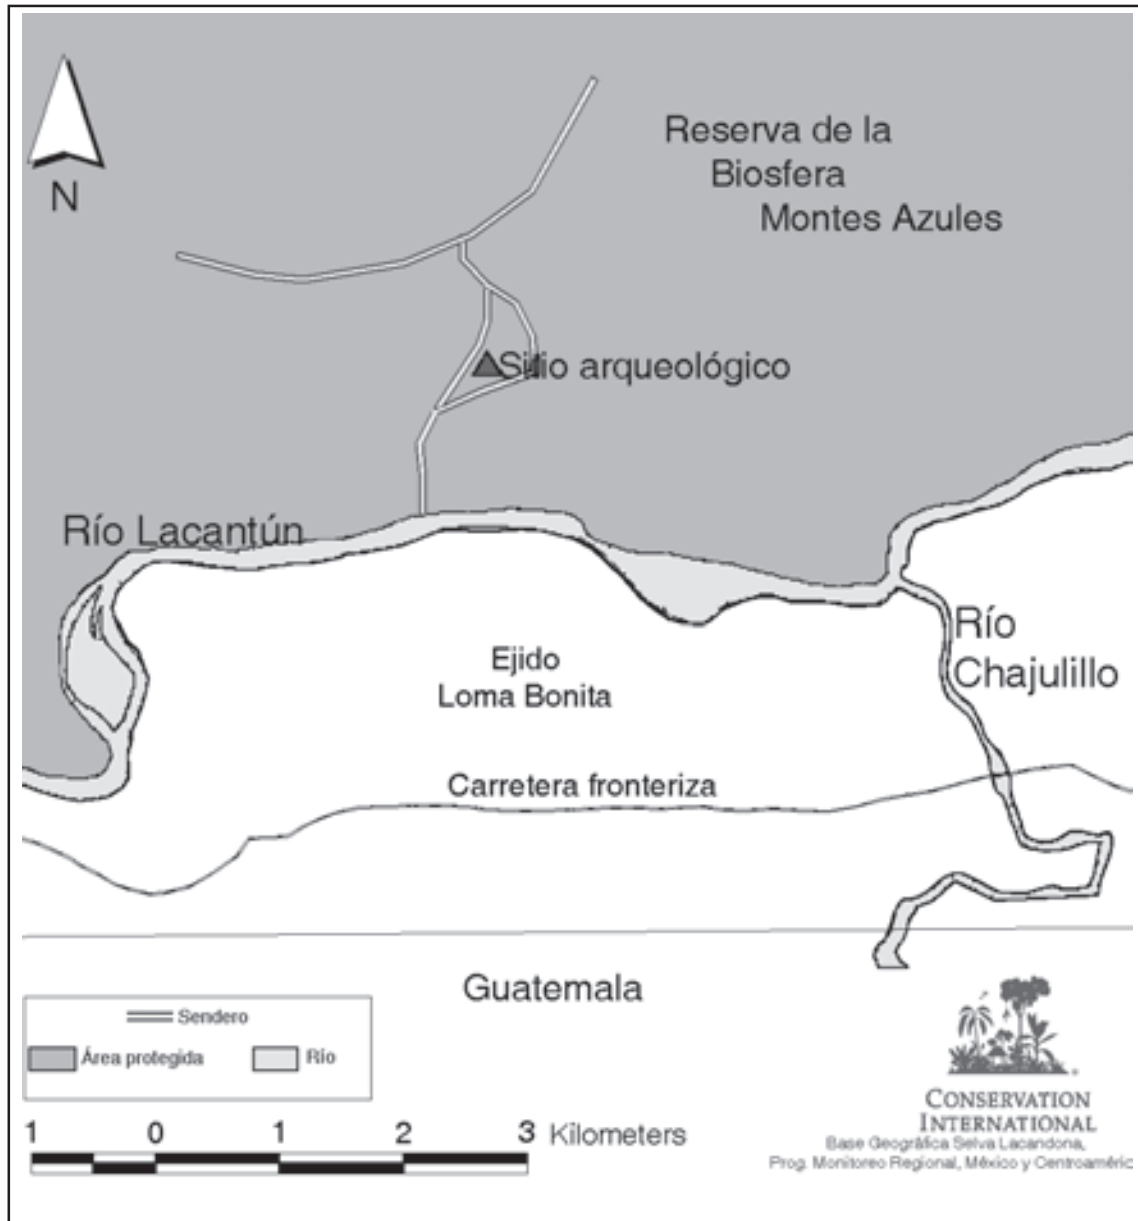 N
Reserva de la
Biosfera
Montes Azules
Sitio arqueológico
Río Lacantún
Río
Chajulillo
Ejido
Loma Bonita
Carretera fronteriza
Guatemala
Sendero
Área protegida
Río
1 0 1 2 3 Kilometers
CONSERVATION
INTERNATIONAL
Base Geográfica Selva Lacandona,
Prog. Monitoreo Regional, México y Centroaméric